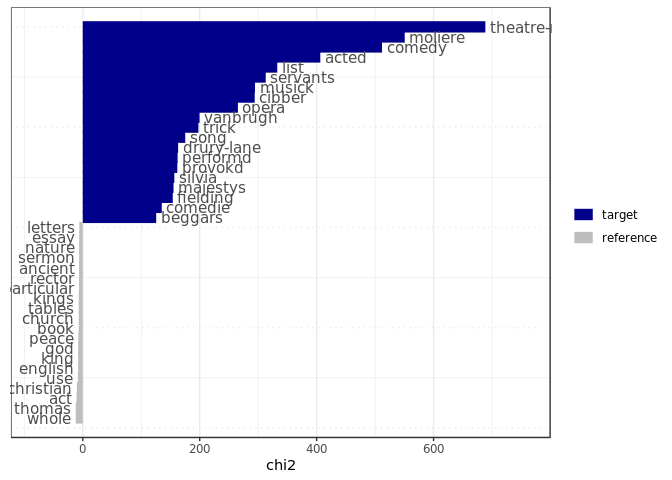 theatre-
moliere
comedy
acted
list
servants
musick
cibber
opera
vanbrugh
trick
song
drury-lane
performd
provokd
silvia
majestys
fielding
comedie
beggars
letters
essay
nature
sermon
ancient
rector
articular
kings
tables
church
book
peace
god
king
english
use
christian
act
thomas
whole
target
reference
0 200 400 600
chi2